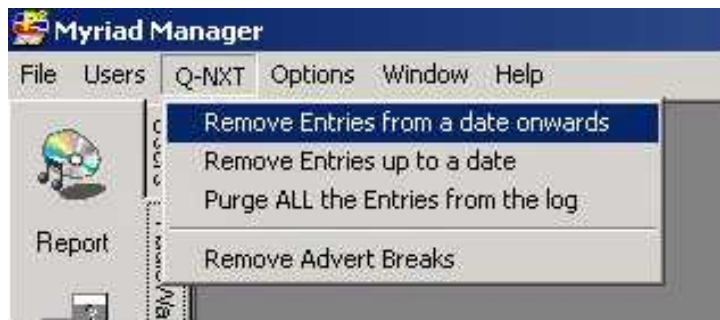 Myriad Manager
File Users Q-NXT Options Window Help
Remove Entries from a date onwards
Remove Entries up to a date
Purge ALL the Entries from the log
Report
Remove Advert Breaks